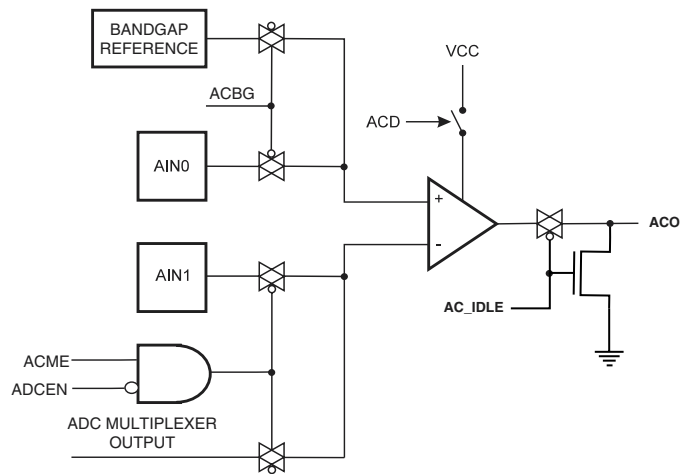 BANDGAP
REFERENCE
ACBG
VCC
ACD
AIN0
+
-
ACO
AIN1
AC_IDLE
ACME
ADCEN
ADC MULTIPLEXER
OUTPUT